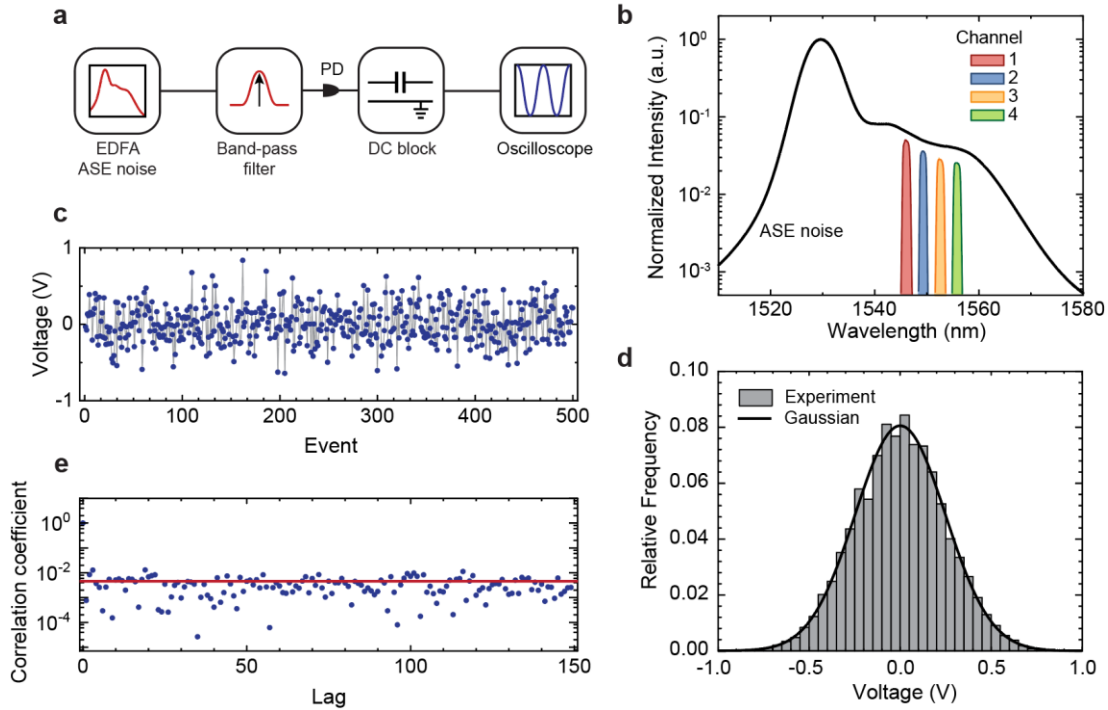 a
PD
EDFA
ASE noise
Band-pass
filter
DC block
Oscilloscope
b
Normalized Intensity (a.u.)
10⁰
10⁻¹
10⁻²
10⁻³
Channel
1
2
3
4
ASE noise
1520
1540
1560
1580
Wavelength (nm)
c
Voltage (V)
1
0
-1
0
100
200
300
400
500
Event
d
Relative Frequency
0.10
0.08
0.06
0.04
0.02
0.00
Experiment
Gaussian
-1.0
-0.5
0.0
0.5
1.0
Voltage (V)
e
Correlation coefficient
10⁰
10⁻²
10⁻⁴
0
50
100
150
Lag